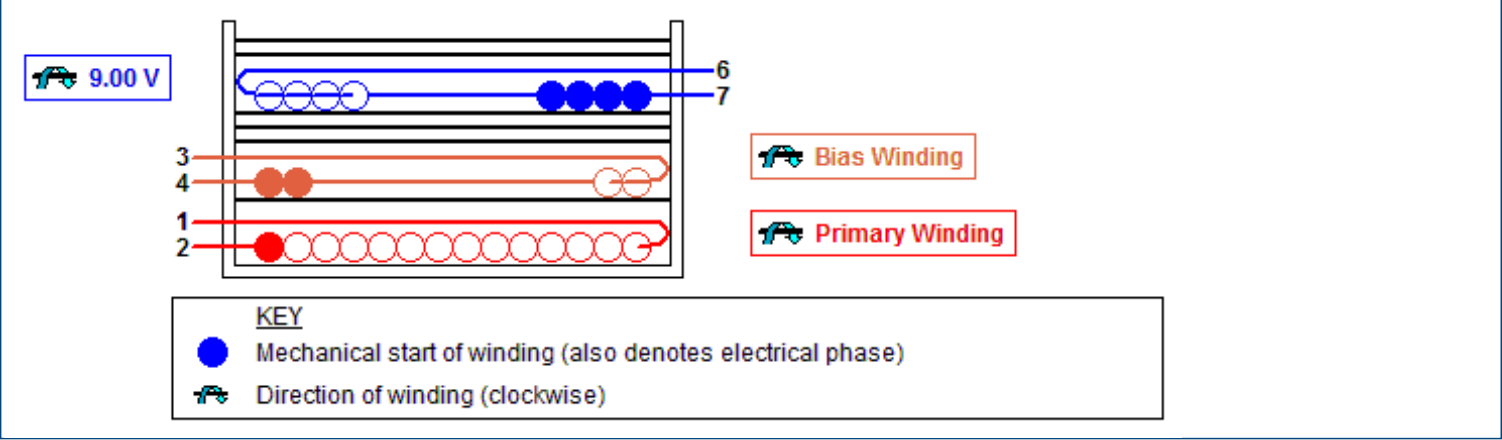 9.00 V
6
7
3
4
Bias Winding
1
2
Primary Winding
KEY
Mechanical start of winding (also denotes electrical phase)
Direction of winding (clockwise)